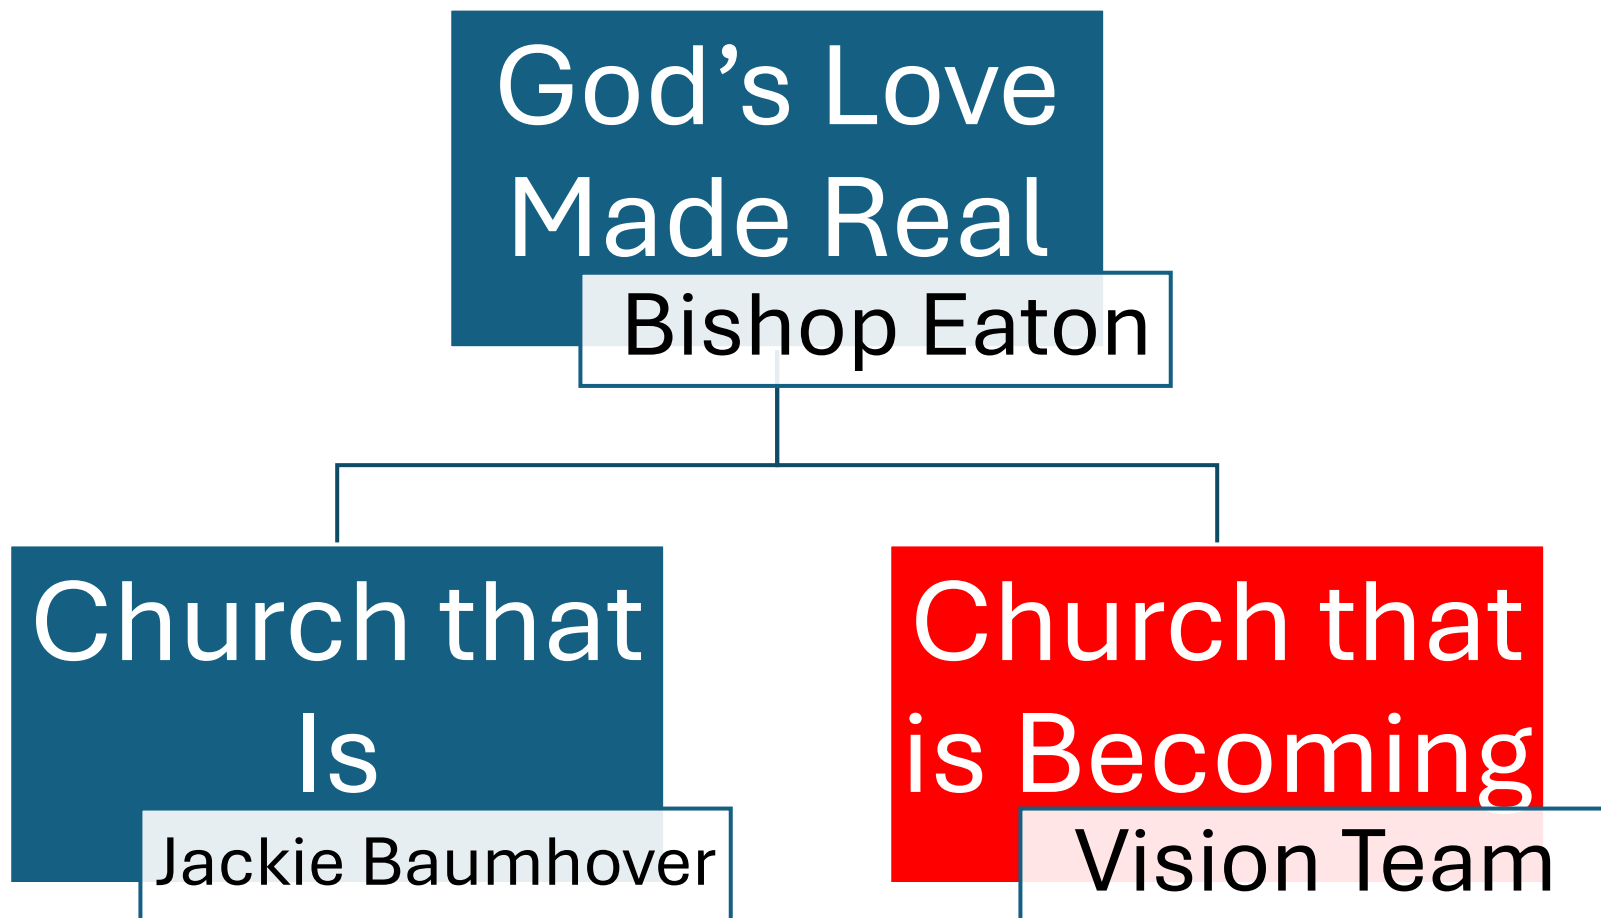 God’s Love
Made Real
Bishop Eaton
Church that
Is
Jackie Baumhover
Church that
is Becoming
Vision Team